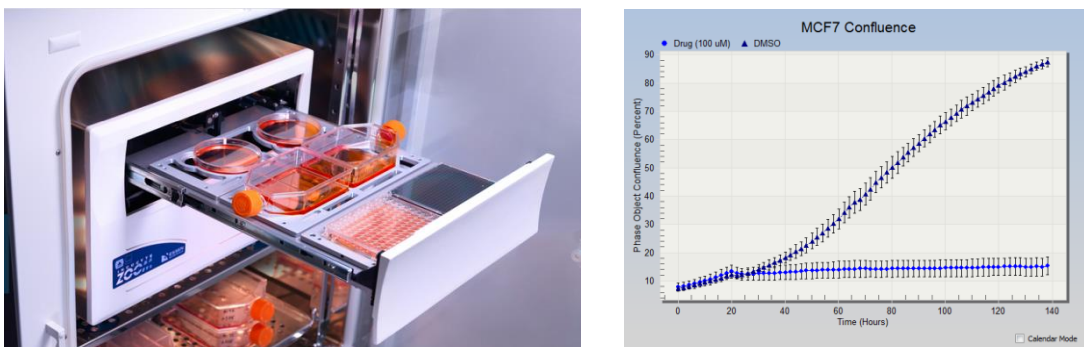 ZOOM
MCF7 Confluence
Drug (100 uM) DMSO
Phase Object Confluence (Percent)
90
80
70
60
50
40
30
20
10
0 20 40 60 80 100 120 140
Time (Hours)
Calendar Mode